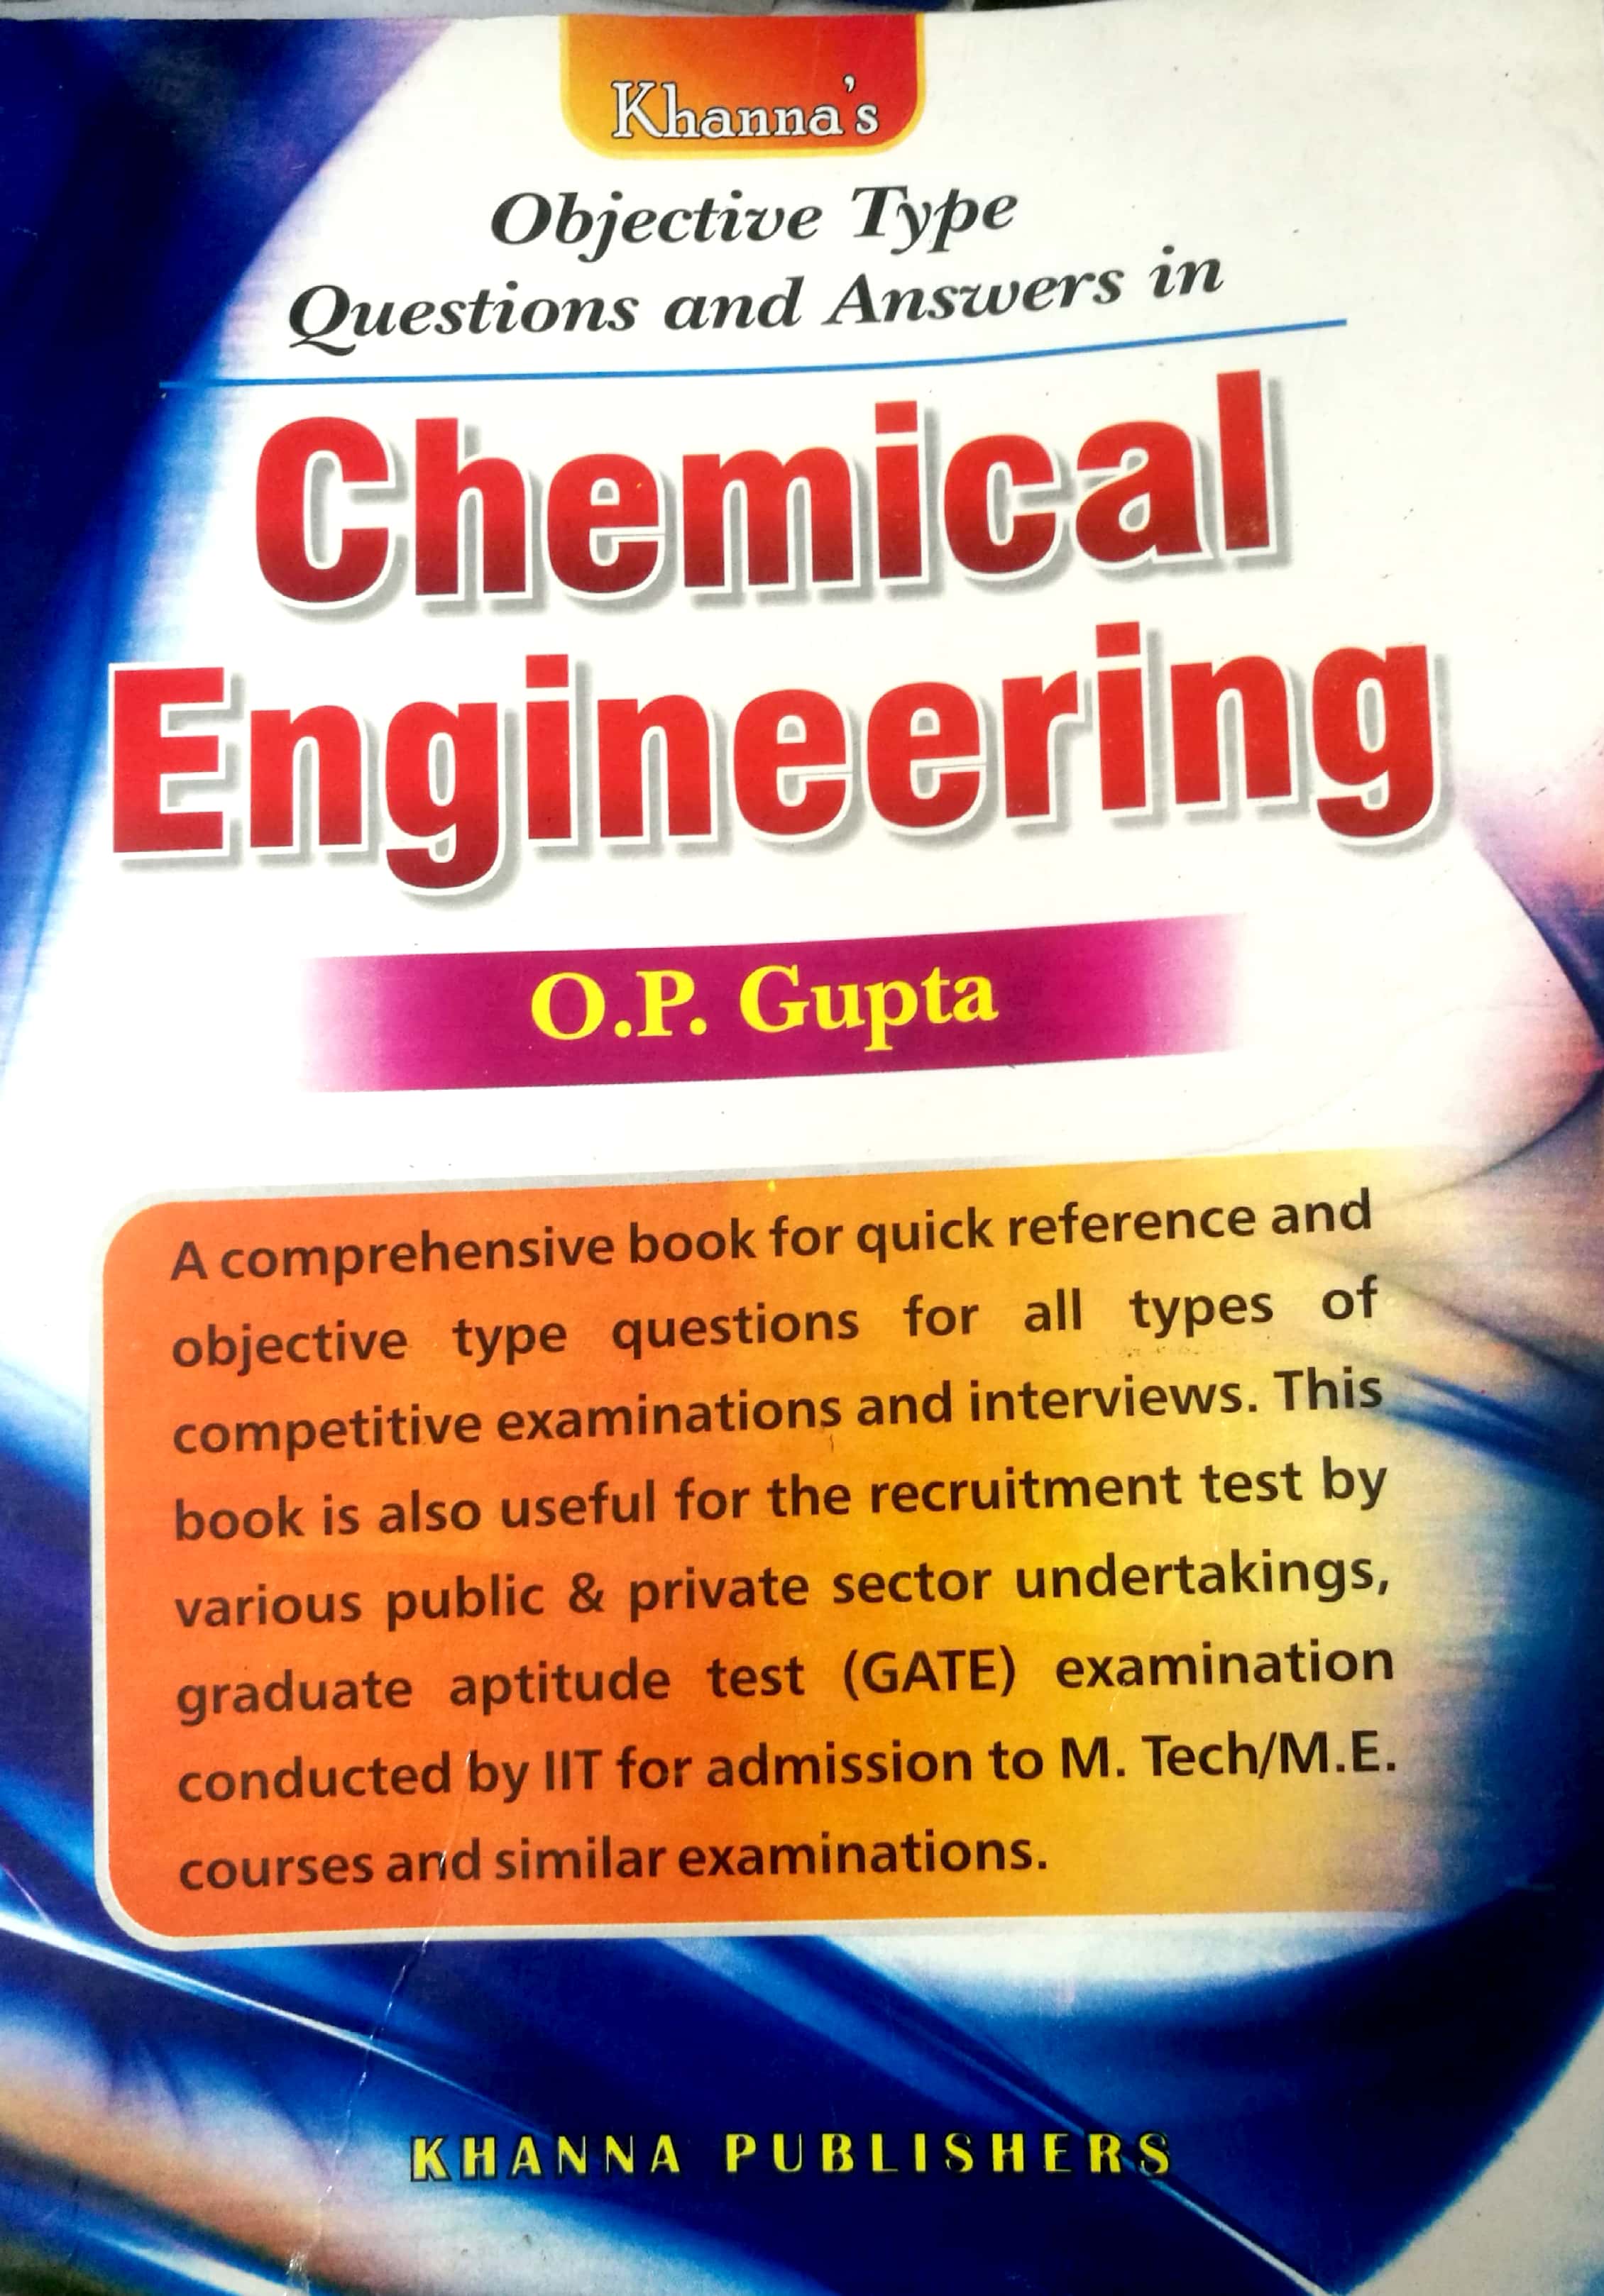 Khanna's
Objective Type
Questions and Answers in
Chemical
Engineering
O.P. Gupta
A comprehensive book for quick reference and
objective type questions for all types of
competitive examinations and interviews. This
book is also useful for the recruitment test by
various public & private sector undertakings,
graduate aptitude test (GATE) examination
conducted by IIT for admission to M. Tech/M.E.
courses and similar examinations.
KHANNA PUBLISHERS